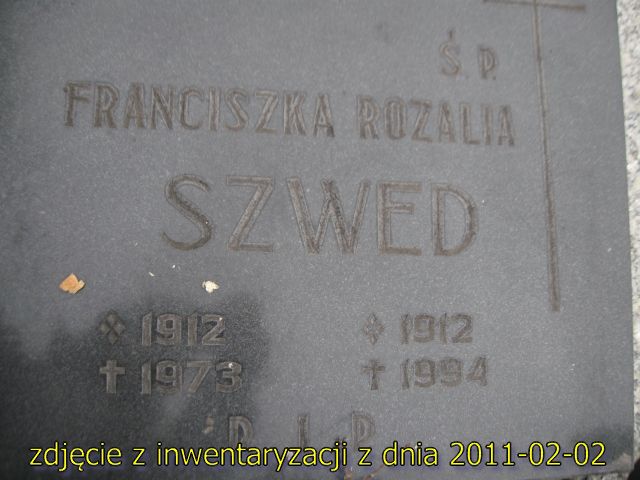 Ś. P.
FRANCISZKA ROZALIA
SZWED
1912 1912
† 1973 † 1994
P. I. P.
zdjęcie z inwentaryzacji z dnia 2011-02-02